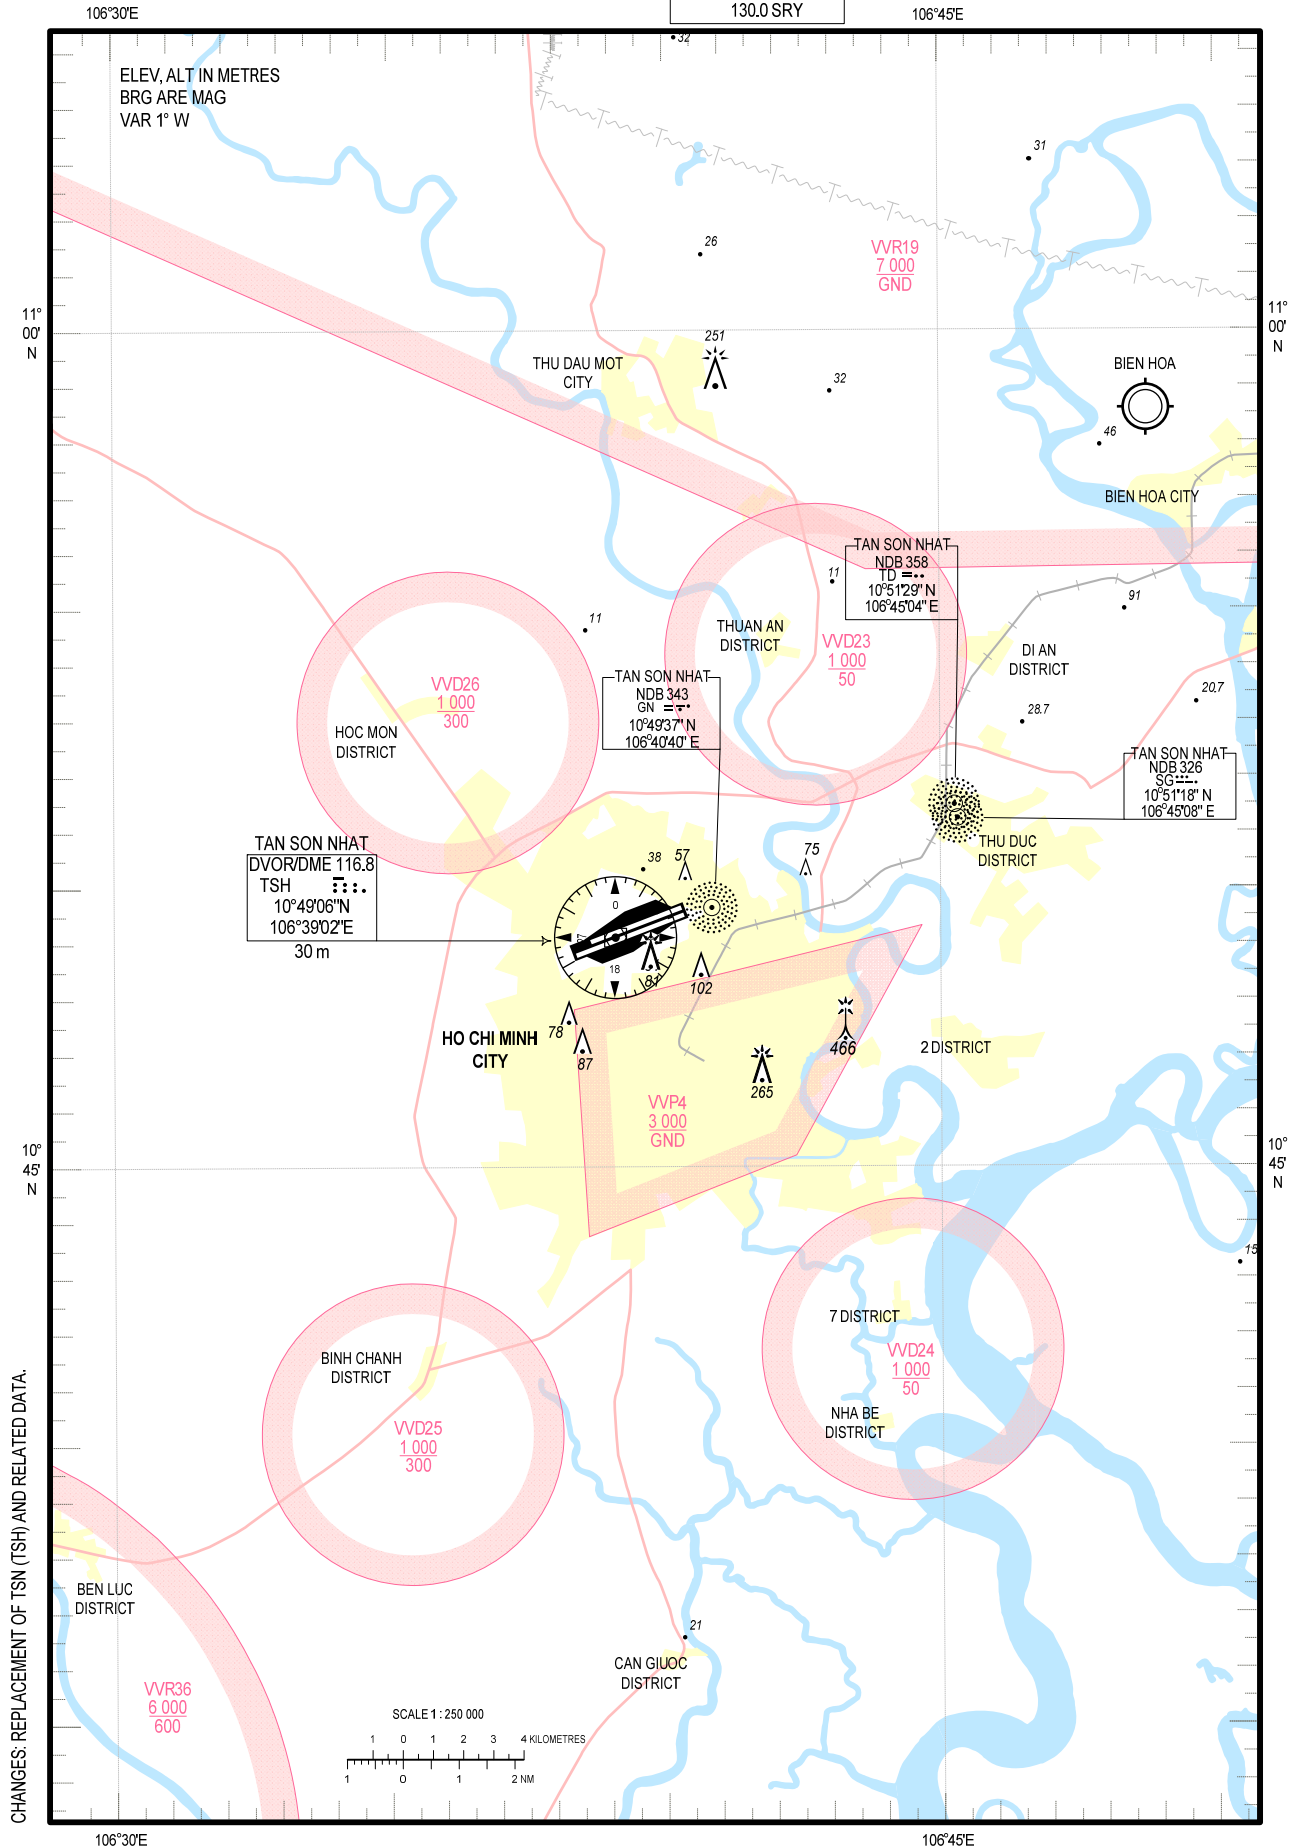 130.0 SRY
106°30'E
106°45'E
ELEV, ALT IN METRES
BRG ARE MAG
VAR 1° W
32
31
26
VVR19
7 000
GND
11°
00'
N
11°
00'
N
251
THU DAU MOT
CITY
32
BIEN HOA
46
BIEN HOA CITY
TAN SON NHAT
NDB 358
TD
10°51'29" N
106°45'04" E
11
91
11
THUAN AN
DISTRICT
VVD23
1 000
50
DI AN
DISTRICT
TAN SON NHAT
NDB 343
GN
10°49'37" N
106°40'40" E
VVD26
1 000
300
20,7
28.7
HOC MON
DISTRICT
TAN SON NHAT
NDB 326
SG
10°51'18" N
106°45'08" E
TAN SON NHAT
DVOR/DME 116.8
TSH
10°49'06"N
106°39'02"E
30 m
38
57
75
THU DUC
DISTRICT
0
18
81
102
78
87
HO CHI MINH
CITY
466
2 DISTRICT
265
VVP4
3 000
GND
10°
45'
N
10°
45'
N
15
7 DISTRICT
VVD24
1 000
50
BINH CHANH
DISTRICT
NHA BE
DISTRICT
VVD25
1 000
300
BEN LUC
DISTRICT
21
CAN GIUOC
DISTRICT
VVR36
6 000
600
SCALE 1 : 250 000
1 0 1 2 3 4 KILOMETRES
1 0 1 2 NM
CHANGES: REPLACEMENT OF TSN (TSH) AND RELATED DATA.
106°30'E
106°45'E